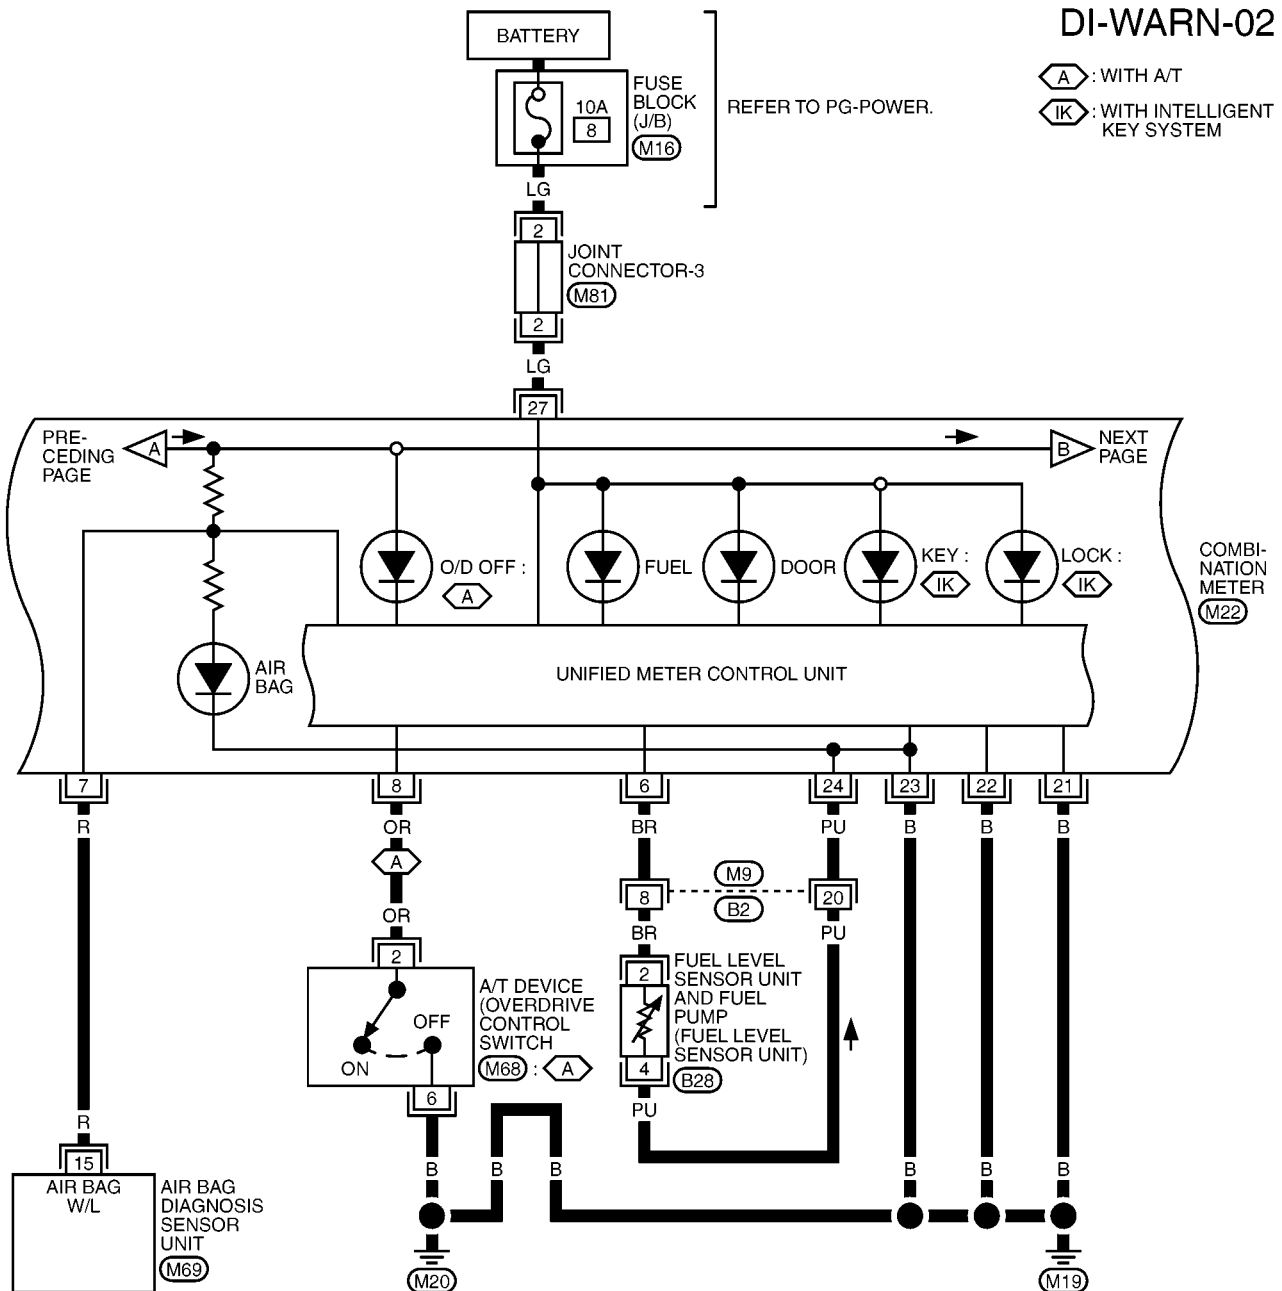 DI-WARN-02
BATTERY
A : WITH A/T
IK : WITH INTELLIGENT
KEY SYSTEM
10A
8
FUSE
BLOCK
(J/B)
M16
REFER TO PG-POWER.
LG
2
JOINT
CONNECTOR-3
M81
2
LG
27
PRE-
CEDING
PAGE
A
B
NEXT
PAGE
O/D OFF :
A
FUEL
DOOR
KEY :
IK
LOCK :
IK
COMBI-
NATION
METER
M22
AIR
BAG
UNIFIED METER CONTROL UNIT
7
8
6
24
23
22
21
R
OR
BR
PU
B
B
B
A
M9
8
20
B2
OR
BR
PU
2
2
FUEL LEVEL
SENSOR UNIT
AND FUEL
PUMP
(FUEL LEVEL
SENSOR UNIT)
B28
A/T DEVICE
(OVERDRIVE
CONTROL
SWITCH
M68 : A
OFF
ON
4
6
PU
R
15
B
B
B
B
B
B
AIR BAG
W/L
AIR BAG
DIAGNOSIS
SENSOR
UNIT
M69
M20
M19